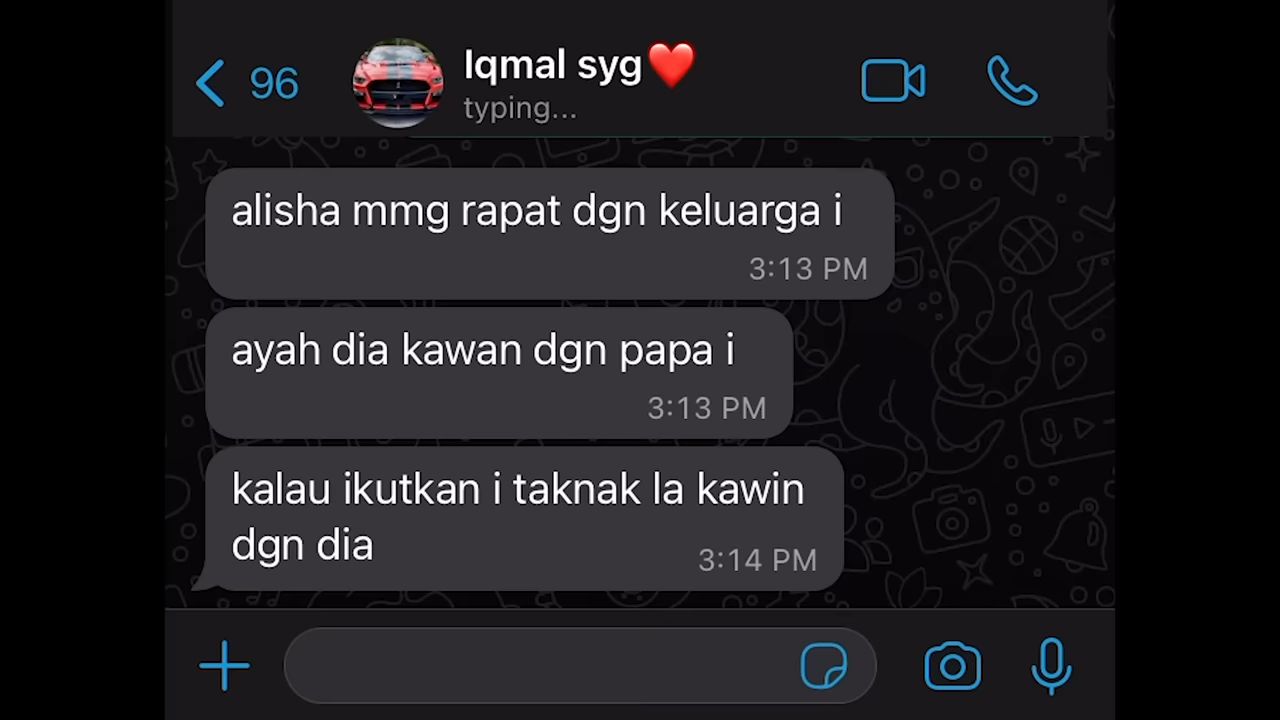 96
Iqmal syg❤️
typing...
alisha mmg rapat dgn keluarga i
3:13 PM
ayah dia kawan dgn papa i
3:13 PM
kalau ikutkan i taknak la kawin
dgn dia
3:14 PM